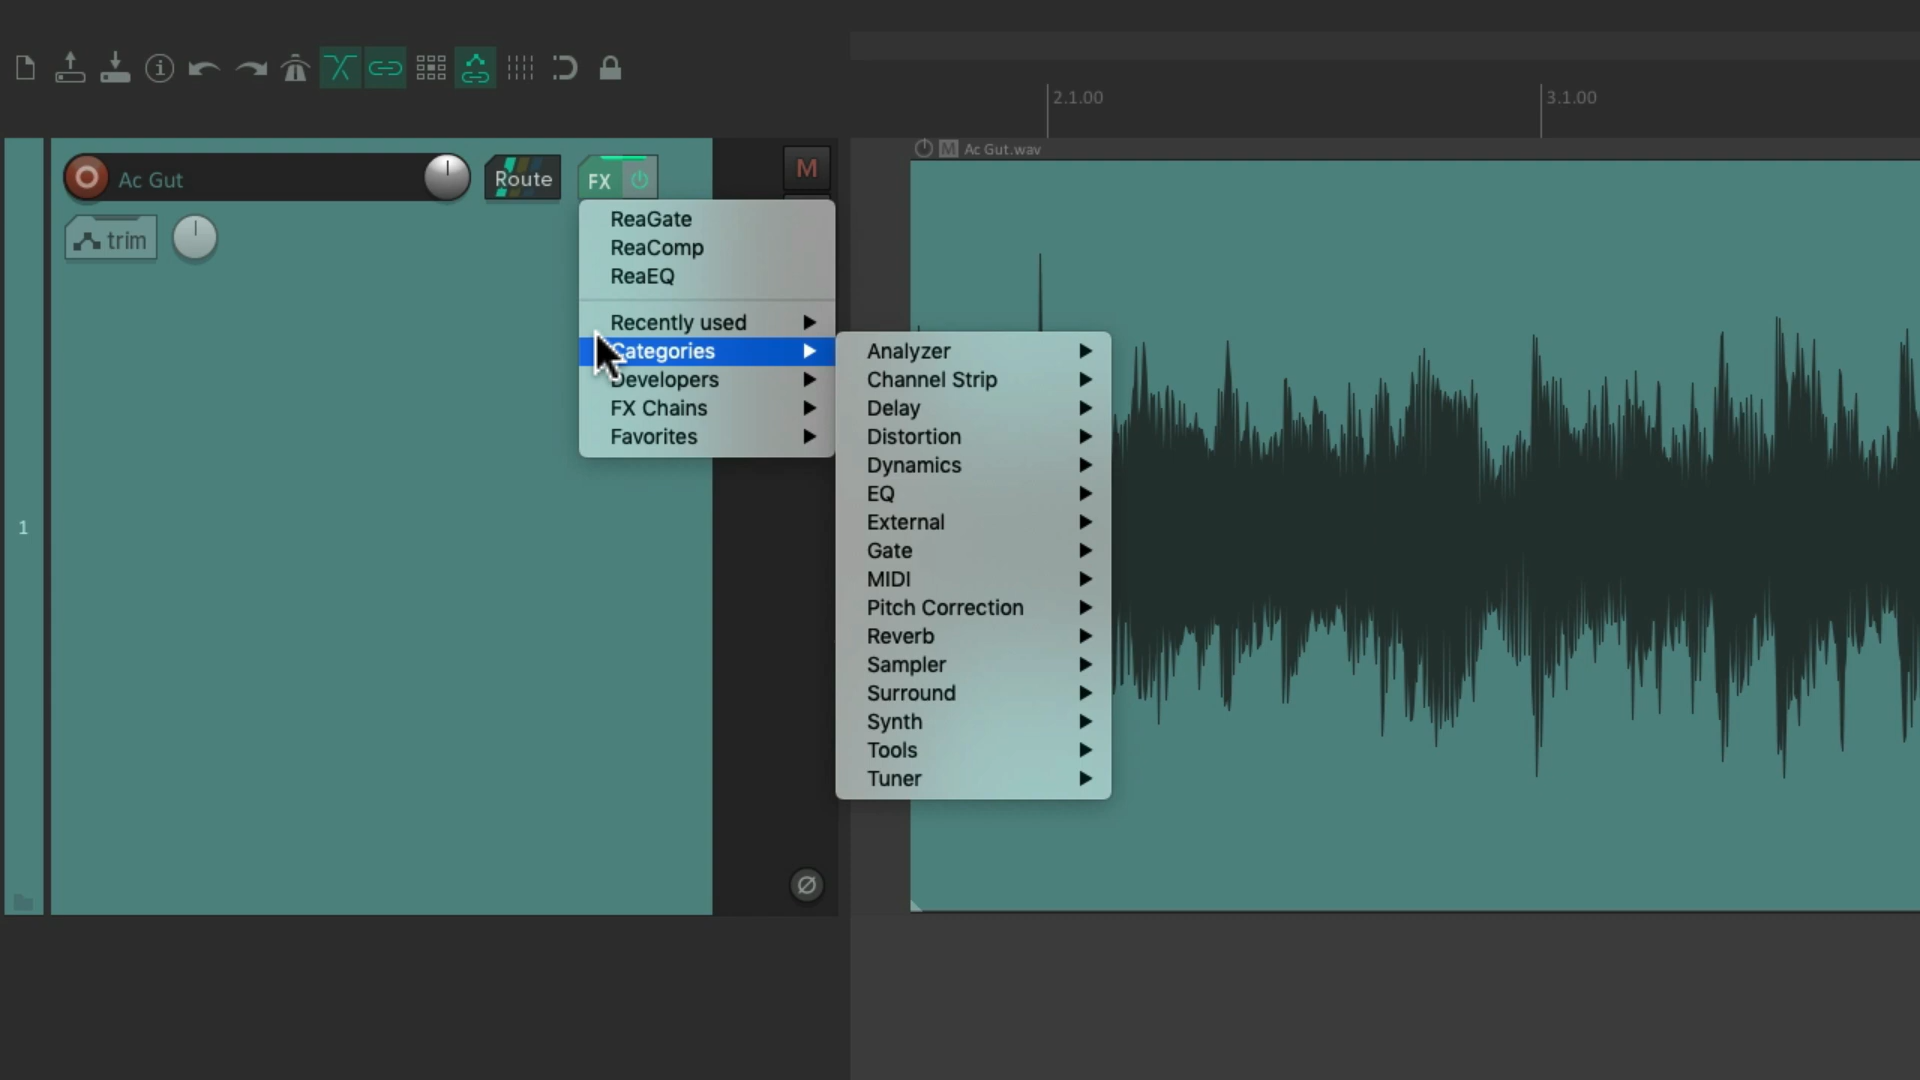 2.1.00
3.1.00
Ac Gut
Route
FX
M
M Ac Gut.wav
trim
ReaGate
ReaComp
ReaEQ
Recently used
Categories
Developers
FX Chains
Favorites
Analyzer
Channel Strip
Delay
Distortion
Dynamics
EQ
External
Gate
MIDI
Pitch Correction
Reverb
Sampler
Surround
Synth
Tools
Tuner
1